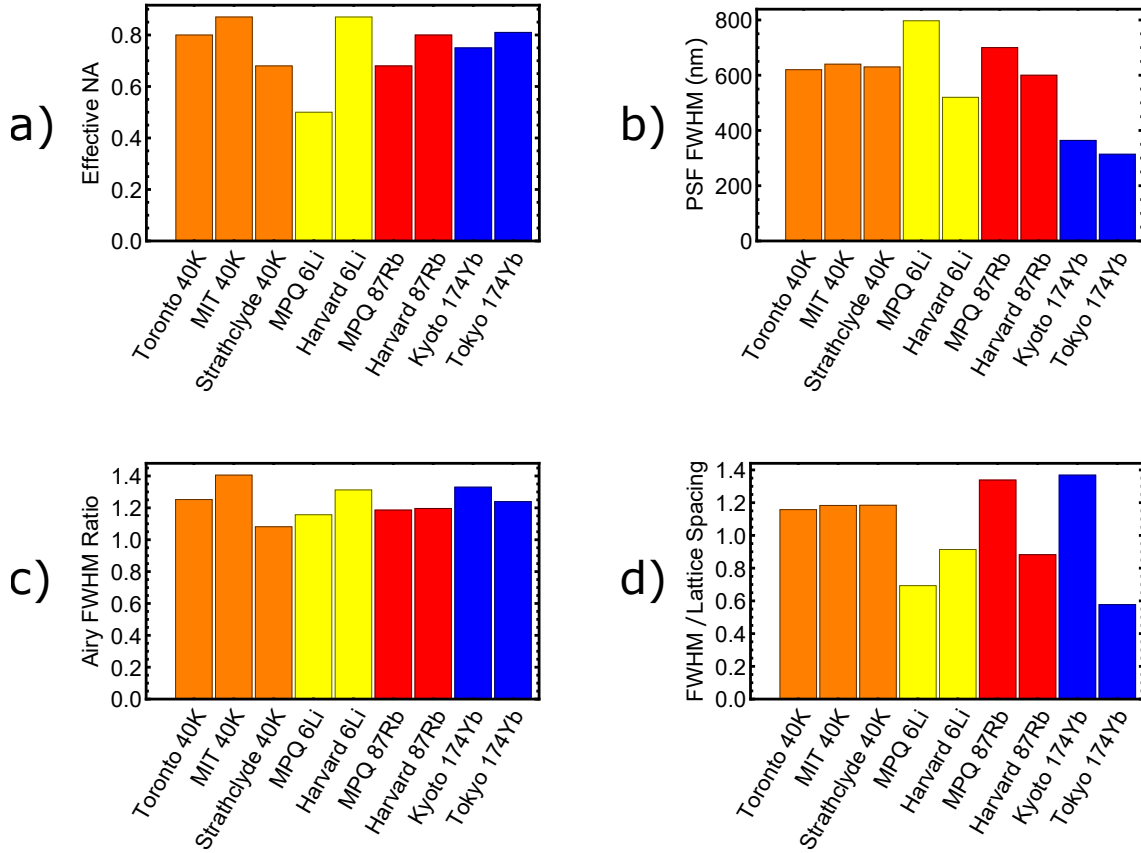 a)
Effective NA
0.8
0.6
0.4
0.2
0.0
Toronto 40K
MIT 40K
Strathclyde 40K
MPQ 6Li
Harvard 6Li
MPQ 87Rb
Harvard 87Rb
Kyoto 174Yb
Tokyo 174Yb
b)
PSF FWHM (nm)
800
600
400
200
0
Toronto 40K
MIT 40K
Strathclyde 40K
MPQ 6Li
Harvard 6Li
MPQ 87Rb
Harvard 87Rb
Kyoto 174Yb
Tokyo 174Yb
c)
Airy FWHM Ratio
1.4
1.2
1.0
0.8
0.6
0.4
0.2
0.0
Toronto 40K
MIT 40K
Strathclyde 40K
MPQ 6Li
Harvard 6Li
MPQ 87Rb
Harvard 87Rb
Kyoto 174Yb
Tokyo 174Yb
d)
FWHM / Lattice Spacing
1.4
1.2
1.0
0.8
0.6
0.4
0.2
0.0
Toronto 40K
MIT 40K
Strathclyde 40K
MPQ 6Li
Harvard 6Li
MPQ 87Rb
Harvard 87Rb
Kyoto 174Yb
Tokyo 174Yb